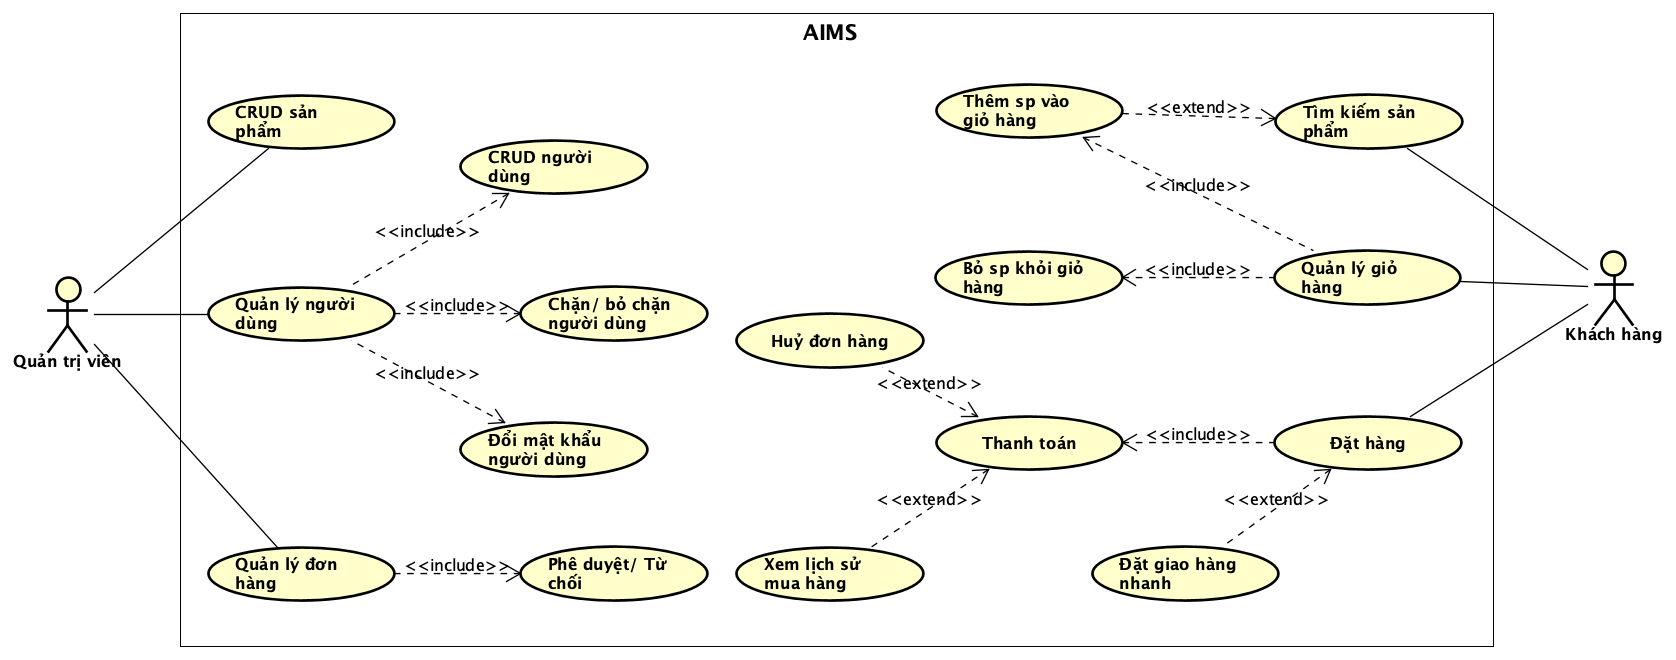 AIMS
CRUD sản
phẩm
CRUD người
dùng
<<include>>
Quản trị viên
Quản lý người
dùng
<<include>>
Chặn/ bỏ chặn
người dùng
<<include>>
Đổi mật khẩu
người dùng
Quản lý đơn
hàng
<<include>>
Phê duyệt/ Từ
chối
Thêm sp vào
giỏ hàng
<<extend>>
Tìm kiếm sản
phẩm
<<include>>
Bỏ sp khỏi giỏ
hàng
<<include>>
Quản lý giỏ
hàng
Khách hàng
Huỷ đơn hàng
<<extend>>
Thanh toán
<<include>>
Đặt hàng
<<extend>>
<<extend>>
Xem lịch sử
mua hàng
Đặt giao hàng
nhanh